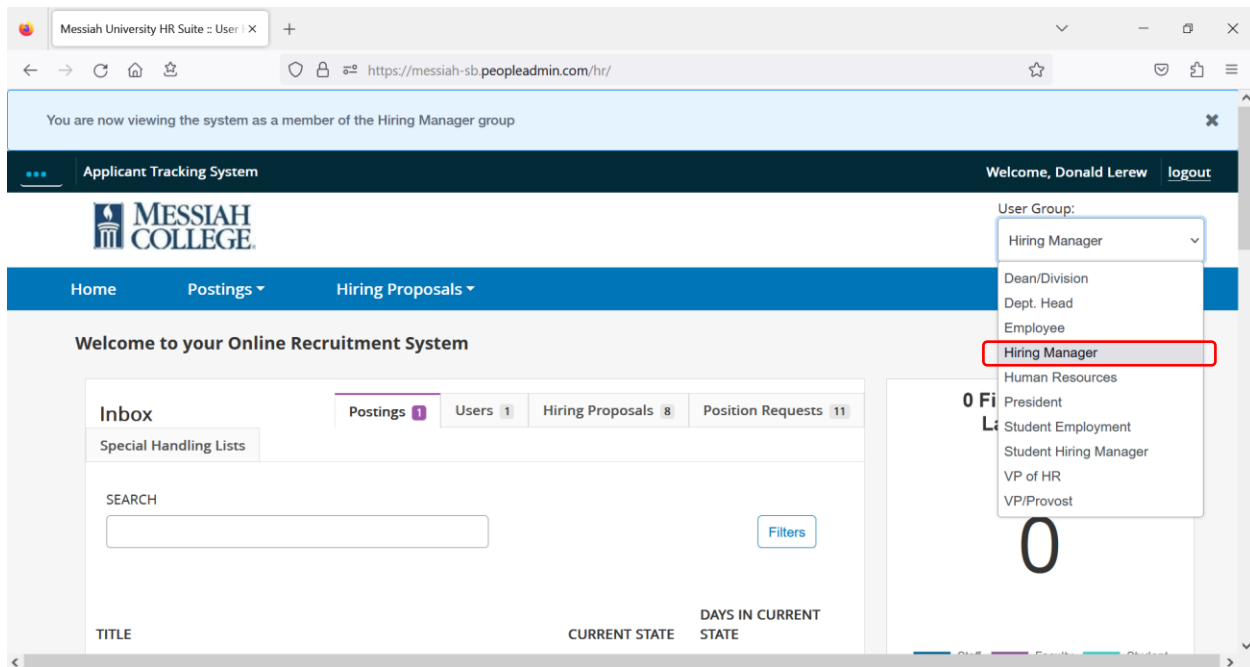 Messiah University HR Suite :: User
https://messiah-sb.peopleadmin.com/hr/
You are now viewing the system as a member of the Hiring Manager group
Applicant Tracking System
Welcome, Donald Lerew
logout
MESSIAH
COLLEGE
User Group:
Hiring Manager
Dean/Division
Dept. Head
Employee
Hiring Manager
Human Resources
President
Student Employment
Student Hiring Manager
VP of HR
VP/Provost
Home Postings Hiring Proposals
Welcome to your Online Recruitment System
Inbox
Postings 1
Users 1
Hiring Proposals 8
Position Requests 11
Special Handling Lists
SEARCH
Filters
TITLE
CURRENT STATE
DAYS IN CURRENT
STATE
0
0